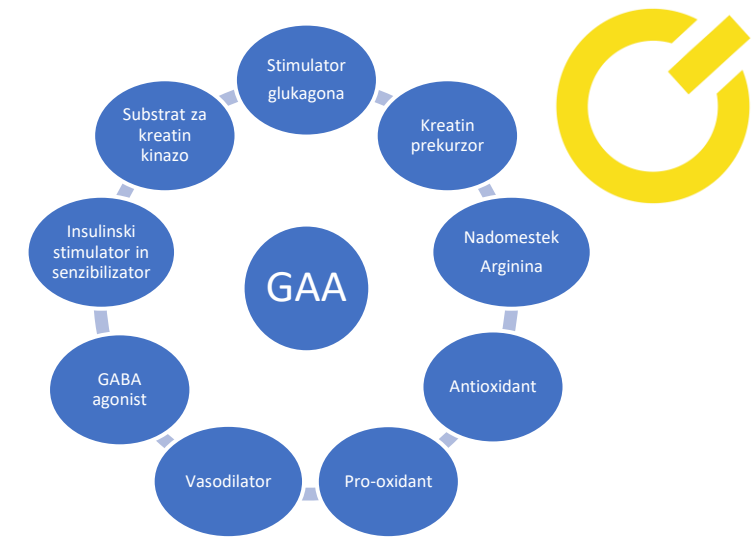 Stimulator
glukagona
Kreatin
prekurzor
Nadomestek
Arginina
Antioxidant
Pro-oxidant
Vasodilator
GABA
agonist
Insulinski
stimulator in
senzibilizator
Substrat za
kreatin
kinazo
GAA